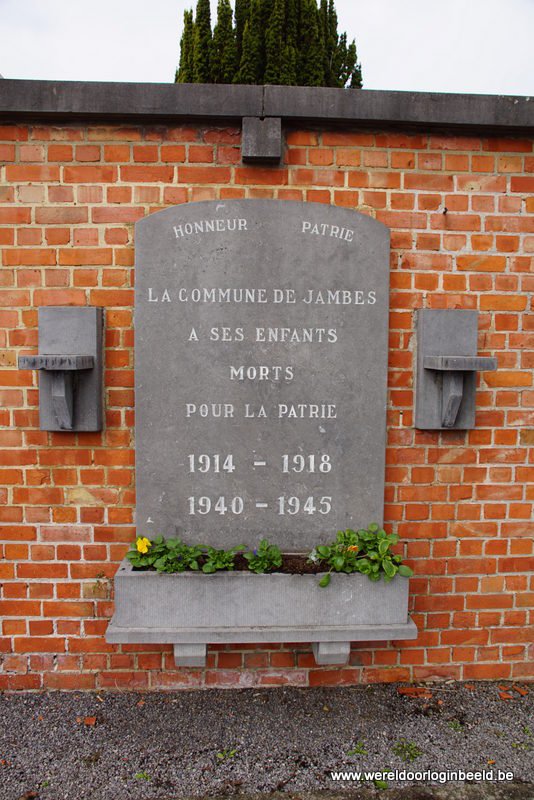 HONNEUR PATRIE
LA COMMUNE DE JAMBES
A SES ENFANTS
MORTS
POUR LA PATRIE
1914 - 1918
1940 - 1945
www.wereldoorloginbeeld.be